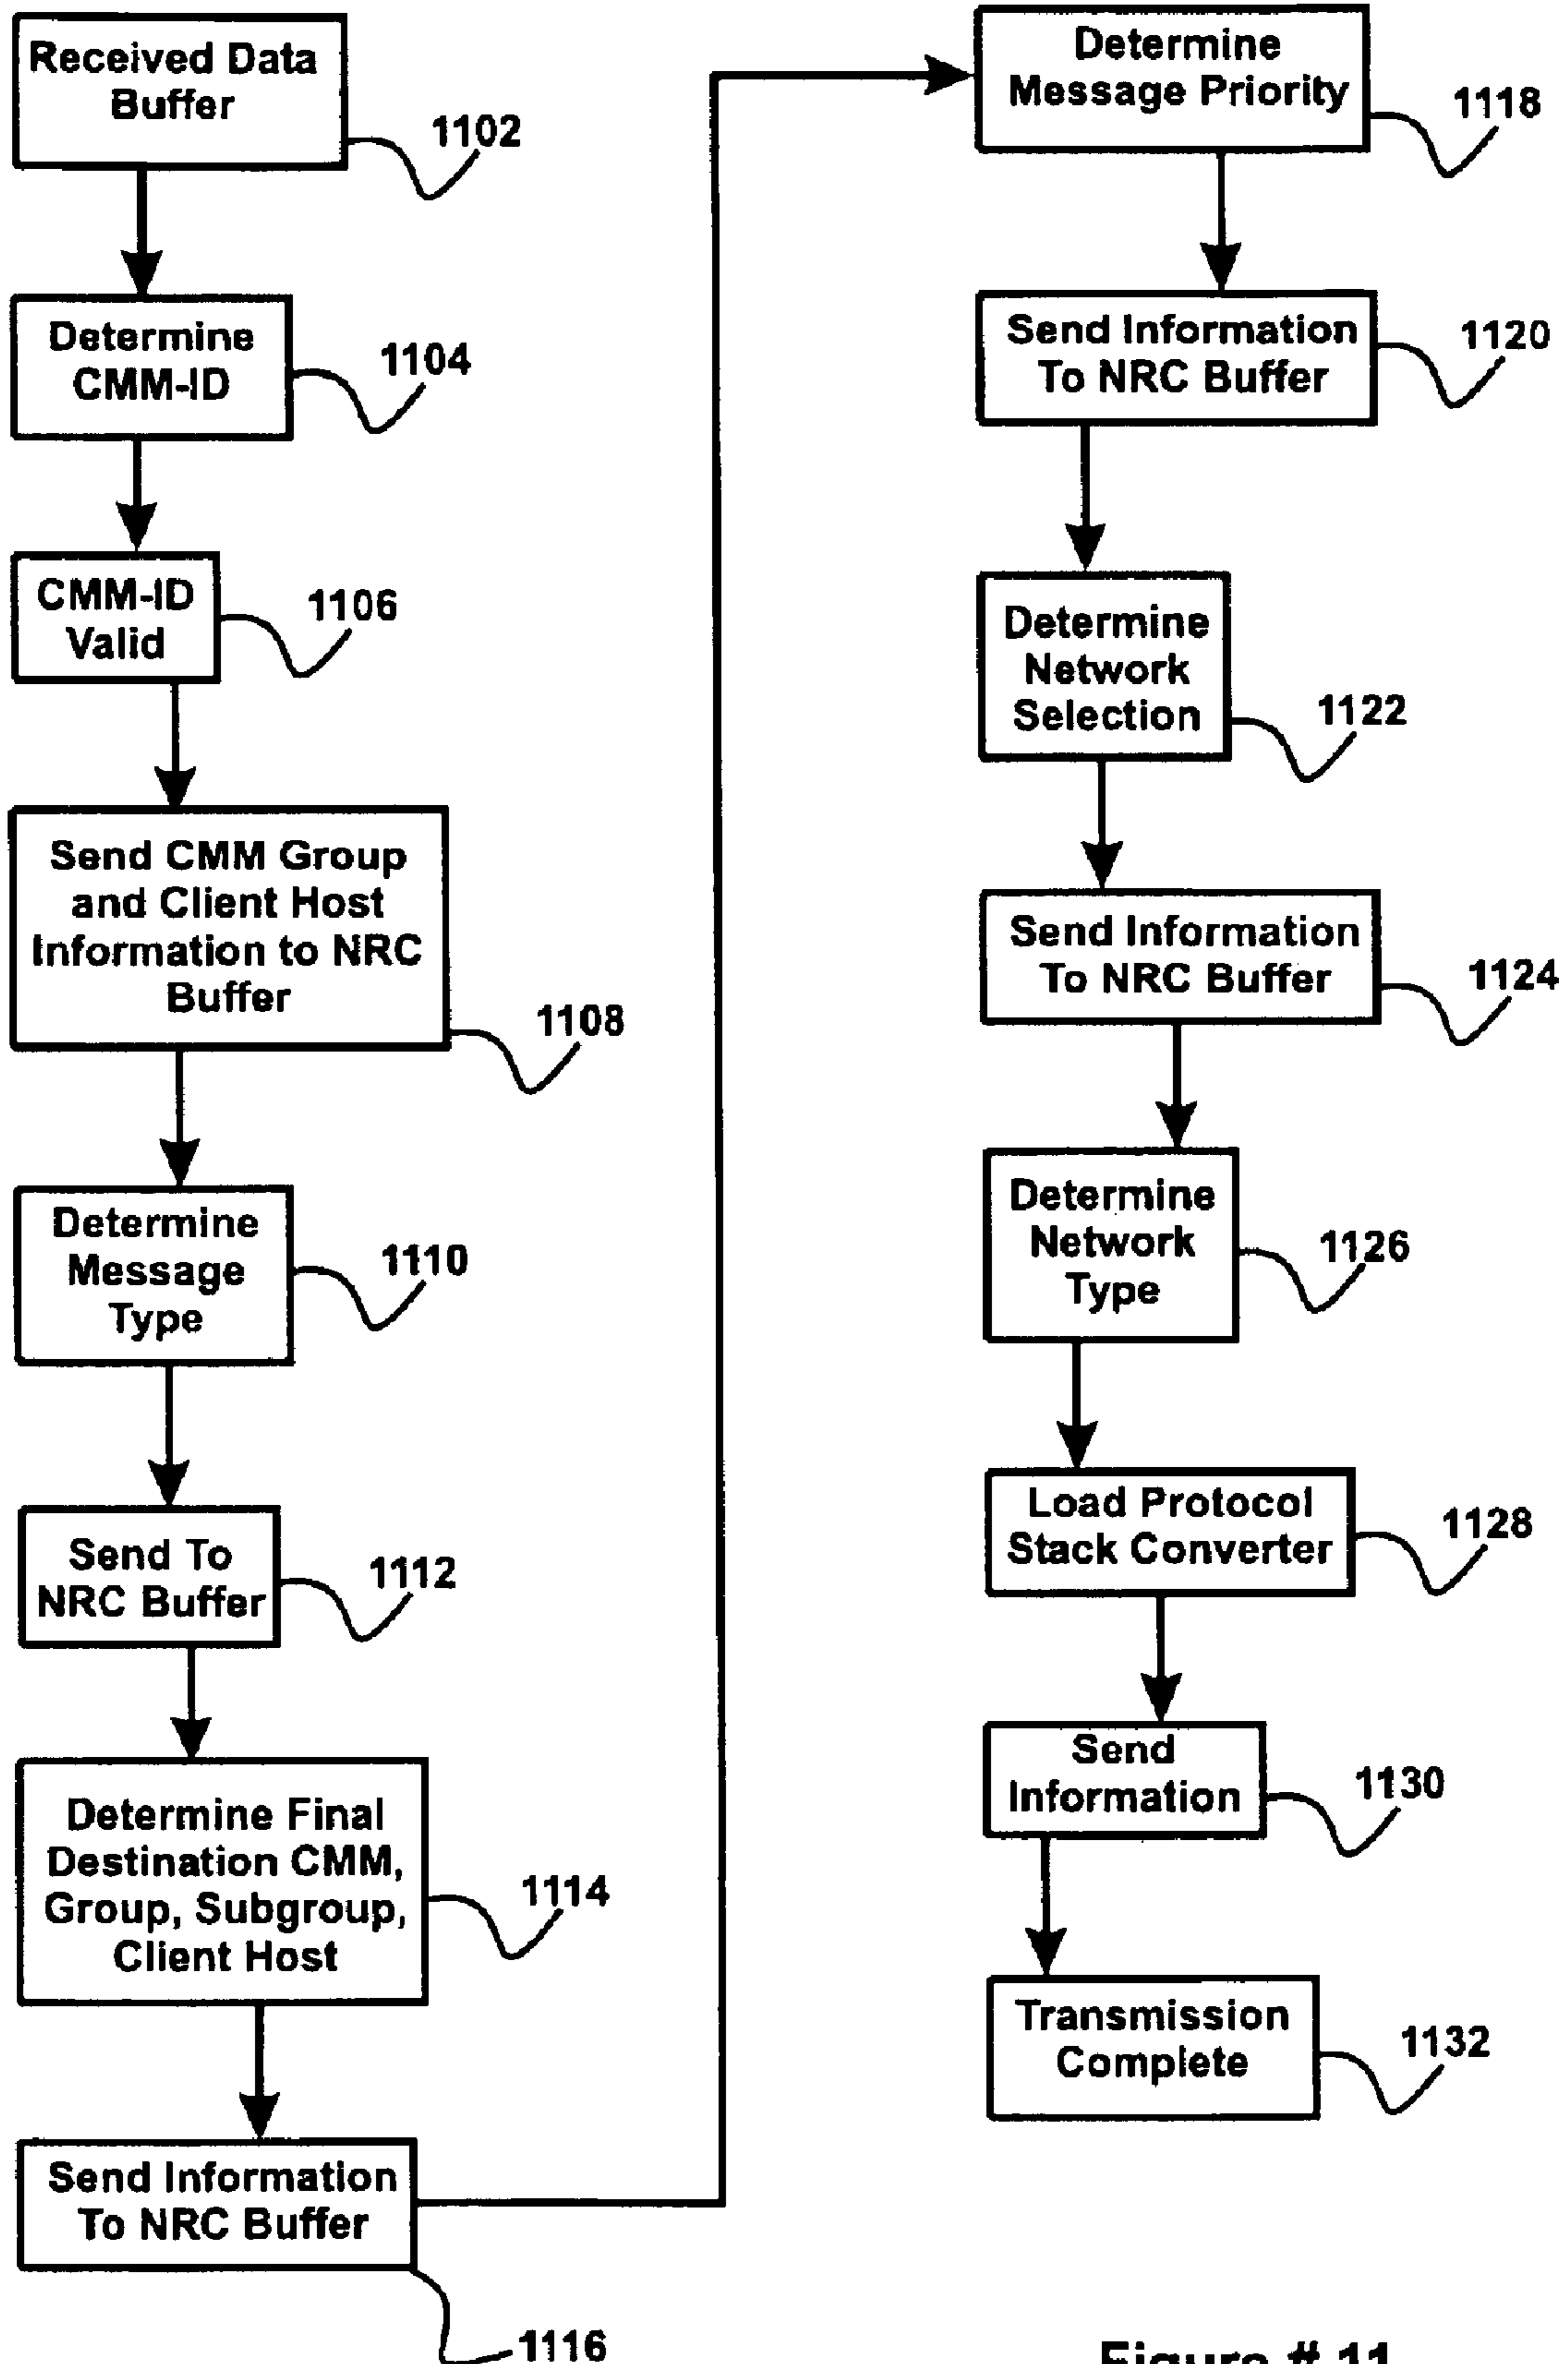 Received Data
Buffer
1102
Determine
CMM-ID
1104
CMM-ID
Valid
1106
Send CMM Group
and Client Host
Information to NRC
Buffer
1108
Determine
Message
Type
1110
Send To
NRC Buffer
1112
Determine Final
Destination CMM,
Group, Subgroup,
Client Host
1114
Send Information
To NRC Buffer
1116
Determine
Message Priority
1118
Send Information
To NRC Buffer
1120
Determine
Network
Selection
1122
Send Information
To NRC Buffer
1124
Determine
Network
Type
1126
Load Protocol
Stack Converter
1128
Send
Information
1130
Transmission
Complete
1132
Figure # 11